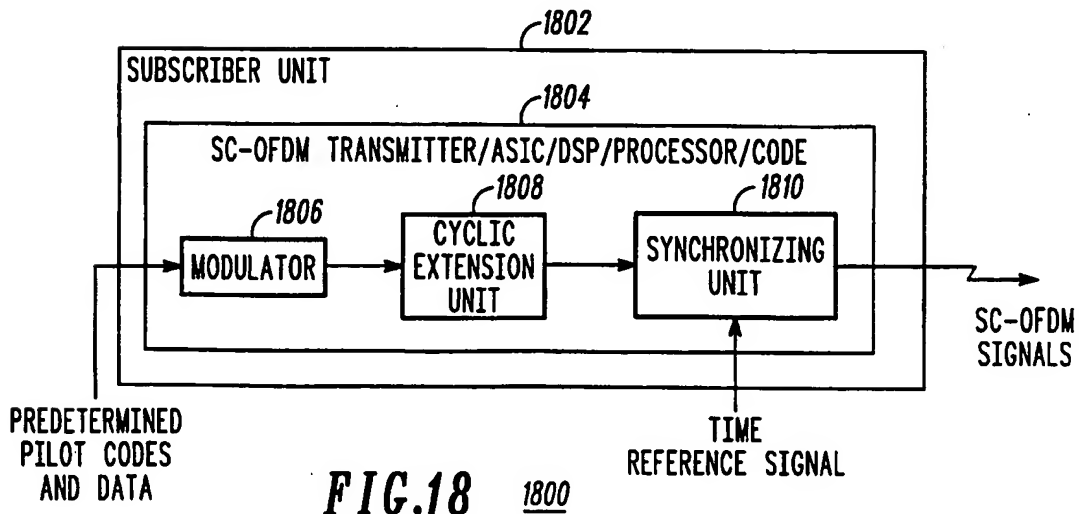 1802
SUBSCRIBER UNIT
1804
SC-OFDM TRANSMITTER/ASIC/DSP/PROCESSOR/CODE
1806
MODULATOR
1808
CYCLIC
EXTENSION
UNIT
1810
SYNCHRONIZING
UNIT
SC-OFDM
SIGNALS
PREDETERMINED
PILOT CODES
AND DATA
TIME
REFERENCE SIGNAL
FIG.18 1800